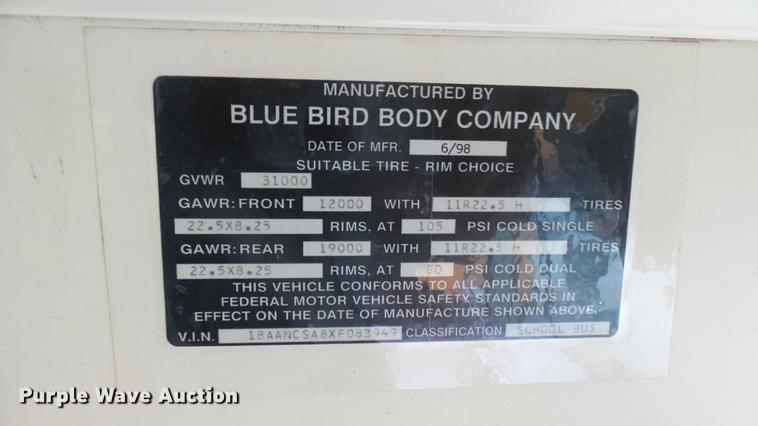 MANUFACTURED BY
BLUE BIRD BODY COMPANY
DATE OF MFR. 6/98
SUITABLE TIRE - RIM CHOICE
GVWR 31000
GAWR: FRONT 12000 WITH 11R22.5 H TIRES
22.5X8.25 RIMS, AT 105 PSI COLD SINGLE
GAWR: REAR 19000 WITH 11R22.5 H TIRES
22.5X8.25 RIMS, AT 80 PSI COLD DUAL
THIS VEHICLE CONFORMS TO ALL APPLICABLE
FEDERAL MOTOR VEHICLE SAFETY STANDARDS IN
EFFECT ON THE DATE OF MANUFACTURE SHOWN ABOVE.
V.I.N. 1BAANCSA8XF083949 CLASSIFICATION SCHOOL BUS
Purple Wave Auction